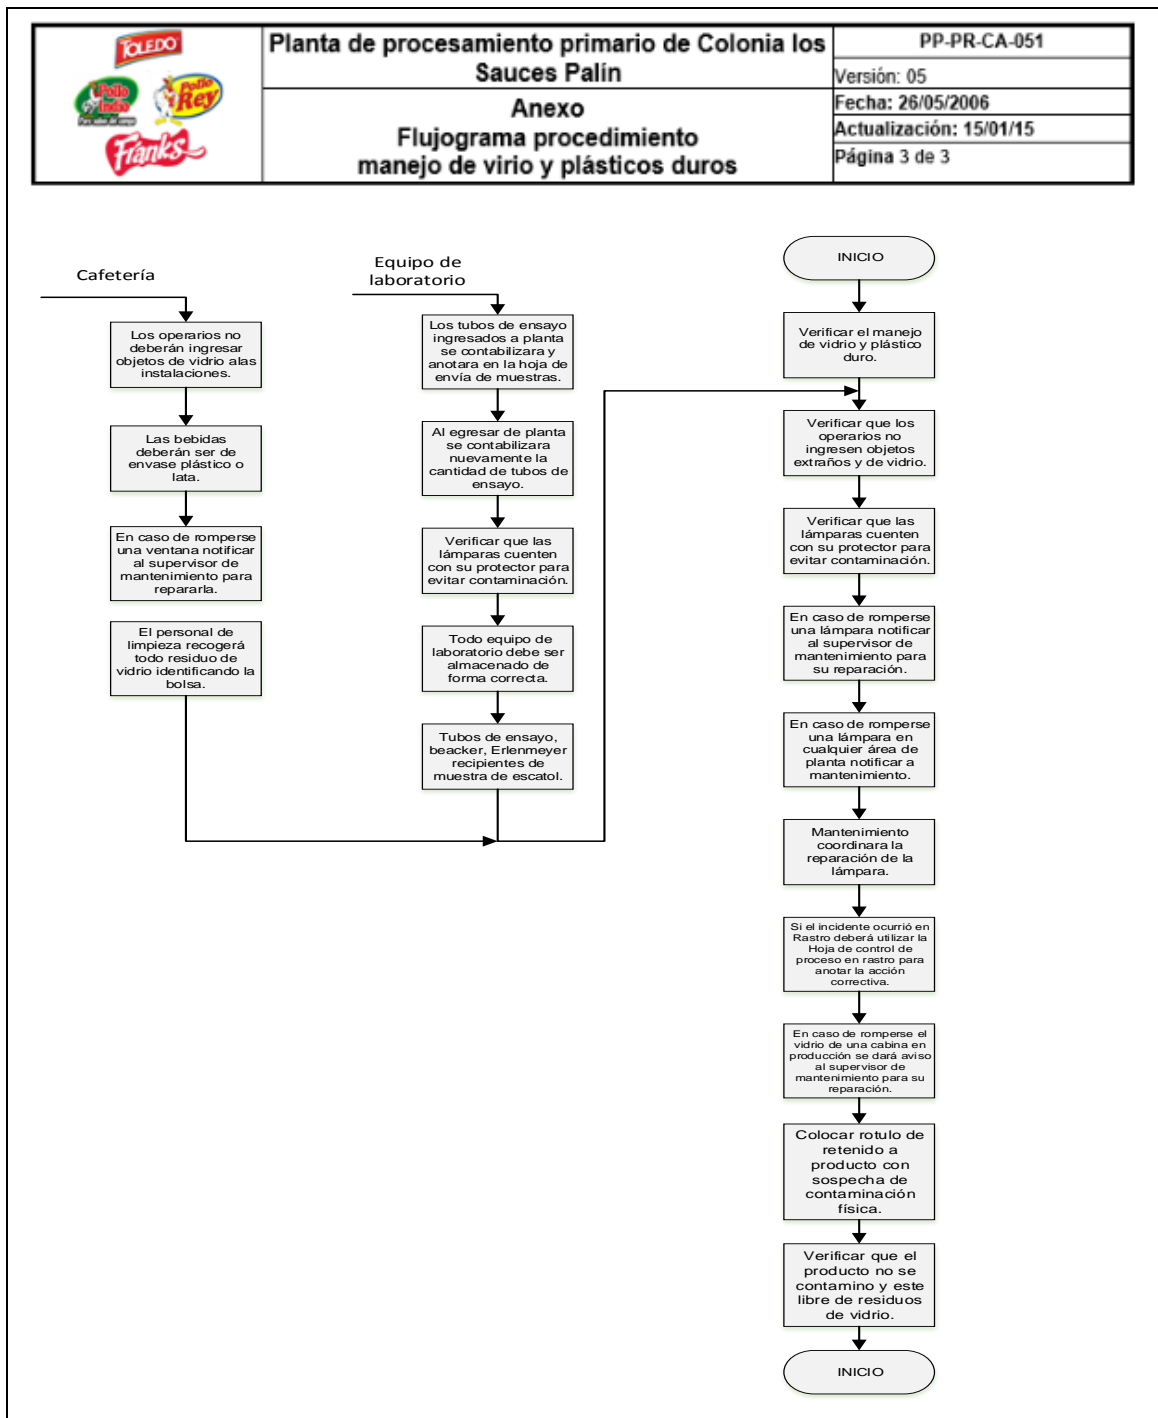 TOLEDO
Pollo
Indio
Pollo
Rey
Franks
Planta de procesamiento primario de Colonia los
Sauces Palín
Anexo
Flujograma procedimiento
manejo de virio y plásticos duros
PP-PR-CA-051
Versión: 05
Fecha: 26/05/2006
Actualización: 15/01/15
Página 3 de 3
Cafetería
Los operarios no
deberán ingresar
objetos de vidrio alas
instalaciones.
Las bebidas
deberán ser de
envase plástico o
lata.
En caso de romperse
una ventana notificar
al supervisor de
mantenimiento para
repararla.
El personal de
limpieza recogerá
todo residuo de
vidrio identificando la
bolsa.
Equipo de
laboratorio
Los tubos de ensayo
ingresados a planta
se contabilizara y
anotara en la hoja de
envía de muestras.
Al egresar de planta
se contabilizara
nuevamente la
cantidad de tubos de
ensayo.
Verificar que las
lámparas cuenten
con su protector para
evitar contaminación.
Todo equipo de
laboratorio debe ser
almacenado de
forma correcta.
Tubos de ensayo,
beacker, Erlenmeyer
recipientes de
muestra de escatol.
INICIO
Verificar el manejo
de vidrio y plástico
duro.
Verificar que los
operarios no
ingresen objetos
extraños y de vidrio.
Verificar que las
lámparas cuenten
con su protector para
evitar contaminación.
En caso de romperse
una lámpara notificar
al supervisor de
mantenimiento para
su reparación.
En caso de romperse
una lámpara en
cualquier área de
planta notificar a
mantenimiento.
Mantenimiento
coordinara la
reparación de la
lámpara.
Si el incidente ocurrió en
Rastro deberá utilizar la
Hoja de control de
proceso en rastro para
anotar la acción
correctiva.
En caso de romperse el
vidrio de una cabina en
producción se dará aviso
al supervisor de
mantenimiento para su
reparación.
Colocar rotulo de
retenido a
producto con
sospecha de
contaminación
física.
Verificar que el
producto no se
contamino y este
libre de residuos
de vidrio.
INICIO